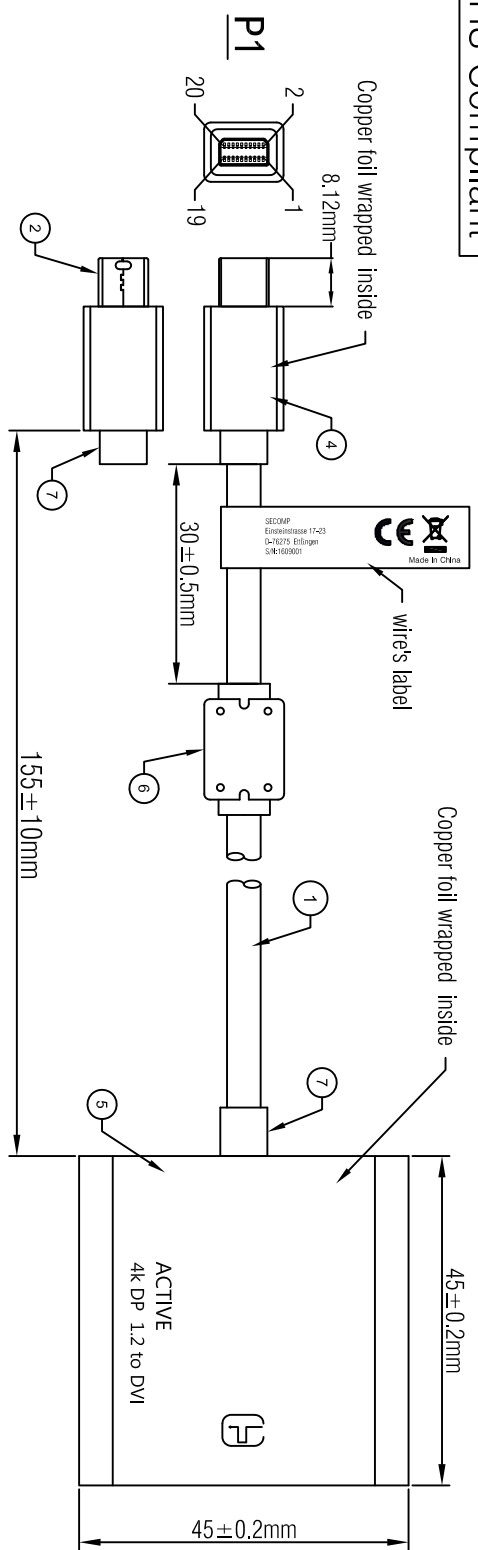 HS Compliant
P1
20
2
19
1
Copper foil wrapped inside
8.12mm
2
4
7
SECOMP
Einsteinstrasse 17-23
D-76275 Ettlingen
S/N:1609001
CE
Made in China
wire's label
30±0.5mm
6
155±10mm
Copper foil wrapped inside
1
7
5
ACTIVE
4k DP 1.2 to DVI
45±0.2mm
45±0.2mm